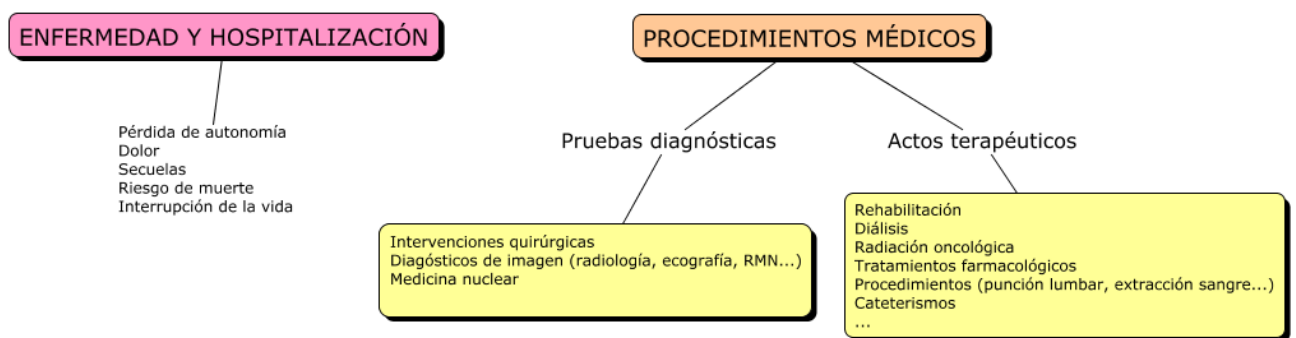 ENFERMEDAD Y HOSPITALIZACIÓN
Pérdida de autonomía
Dolor
Secuelas
Riesgo de muerte
Interrupción de la vida
PROCEDIMIENTOS MÉDICOS
Pruebas diagnósticas
Intervenciones quirúrgicas
Diagósticos de imagen (radiología, ecografía, RMN...)
Medicina nuclear
Actos terapéuticos
Rehabilitación
Diálisis
Radiación oncológica
Tratamientos farmacológicos
Procedimientos (punción lumbar, extracción sangre...)
Cateterismos
...